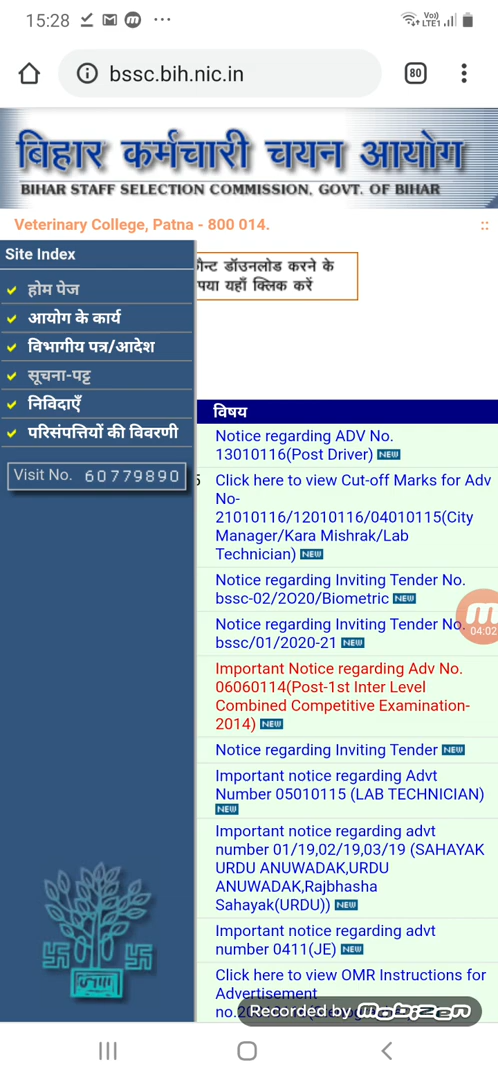 15:28
Vo))
LTE1
bssc.bih.nic.in
80
बिहार कर्मचारी चयन आयोग
BIHAR STAFF SELECTION COMMISSION, GOVT. OF BIHAR
Veterinary College, Patna - 800 014.
::
Site Index
होम पेज
आयोग के कार्य
विभागीय पत्र/आदेश
सूचना-पट्ट
निविदाएँ
परिसंपत्तियों की विवरणी
Visit No. 60779890
डॉउनलोड करने के
यहाँ क्लिक करें
विषय
Notice regarding ADV No.
13010116(Post Driver) NEW
5 Click here to view Cut-off Marks for Adv
No-
21010116/12010116/04010115(City
Manager/Kara Mishrak/Lab
Technician) NEW
Notice regarding Inviting Tender No.
bssc-02/2O20/Biometric NEW
Notice regarding Inviting Tender No.
bssc/01/2020-21 NEW
04:02
Important Notice regarding Adv No.
06060114(Post-1st Inter Level
Combined Competitive Examination-
2014) NEW
Notice regarding Inviting Tender NEW
Important notice regarding Advt
Number 05010115 (LAB TECHNICIAN)
NEW
Important notice regarding advt
number 01/19,02/19,03/19 (SAHAYAK
URDU ANUWADAK,URDU
ANUWADAK,Rajbhasha
Sahayak(URDU)) NEW
Important notice regarding advt
number 0411(JE) NEW
Click here to view OMR Instructions for
Advertisement
Recorded by mobizen